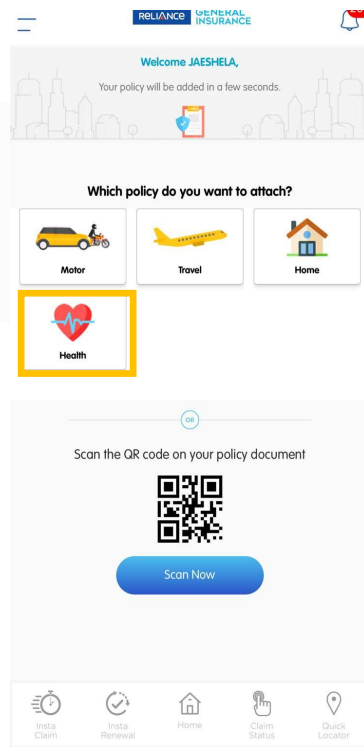 RELIANCE GENERAL
INSURANCE
Welcome JAESHELA,
Your policy will be added in a few seconds.
Which policy do you want to attach?
Motor
Travel
Home
Health
OR
Scan the QR code on your policy document
Scan Now
Insta
Claim
Insta
Renewal
Home
Claim
Status
Quick
Locator